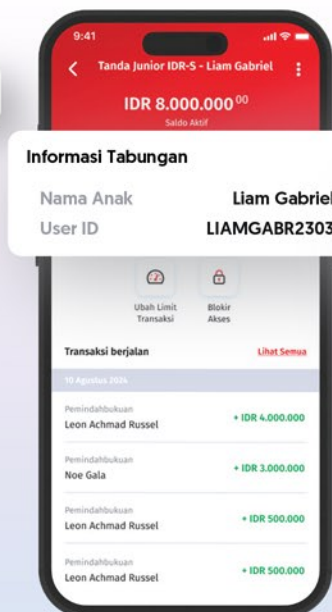 9:41
Tanda Junior IDR-S - Liam Gabriel
IDR 8.000.000 00
Saldo Aktif
Informasi Tabungan
Nama Anak Liam Gabriel
User ID LIAMGABR2303
Ubah Limit Blokir
Transaksi Akses
Transaksi berjalan Lihat Semua
10 Agustus 2024
Pemindahbukuan
Leon Achmad Russel + IDR 4.000.000
Pemindahbukuan
Noe Gala + IDR 3.000.000
Pemindahbukuan
Leon Achmad Russel + IDR 500.000
Pemindahbukuan
Leon Achmad Russel + IDR 500.000